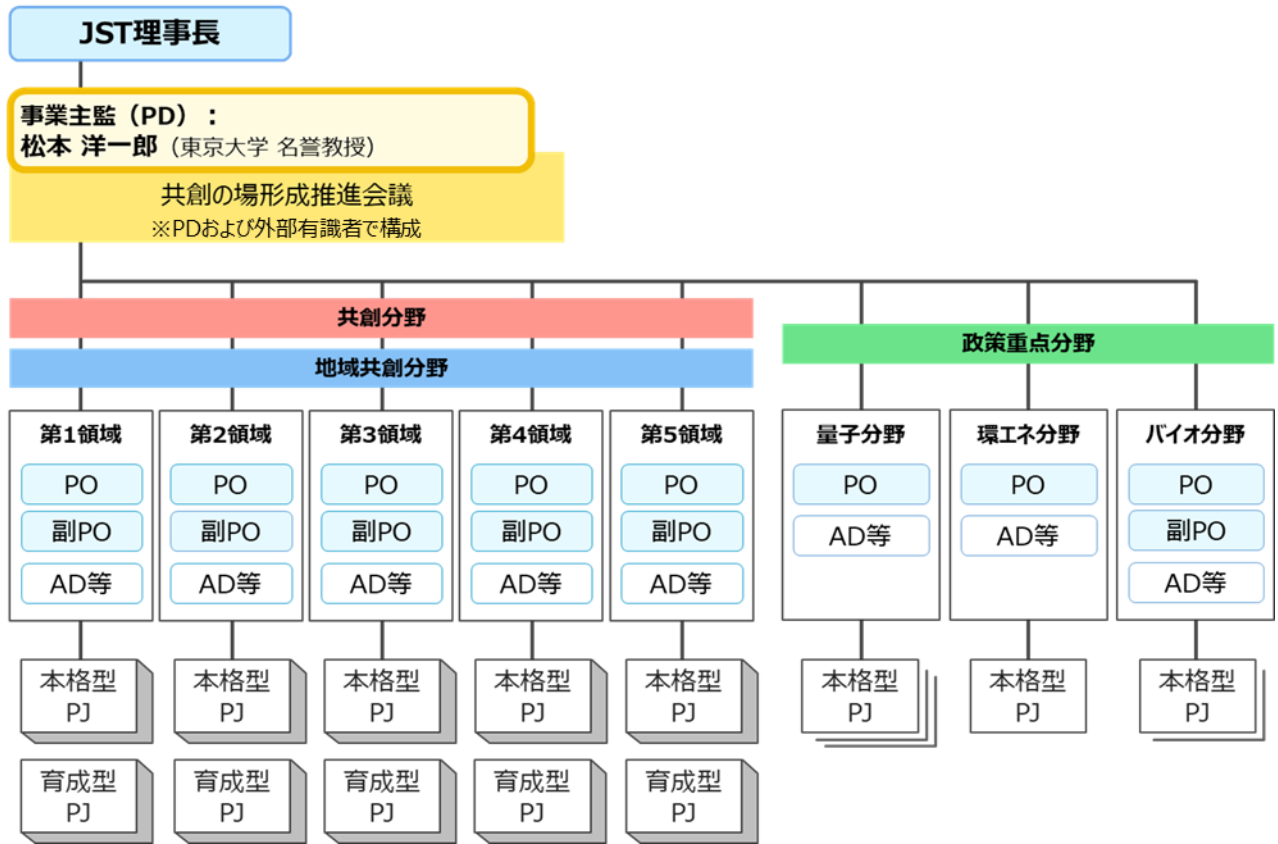 JST理事長
事業主監（PD）：
松本 洋一郎（東京大学 名誉教授）
共創の場形成推進会議
※PDおよび外部有識者で構成
共創分野
地域共創分野
政策重点分野
第1領域
PO
副PO
AD等
第2領域
PO
副PO
AD等
第3領域
PO
副PO
AD等
第4領域
PO
副PO
AD等
第5領域
PO
副PO
AD等
量子分野
PO
AD等
環エネ分野
PO
AD等
バイオ分野
PO
副PO
AD等
本格型
PJ
本格型
PJ
本格型
PJ
本格型
PJ
本格型
PJ
本格型
PJ
本格型
PJ
本格型
PJ
育成型
PJ
育成型
PJ
育成型
PJ
育成型
PJ
育成型
PJ